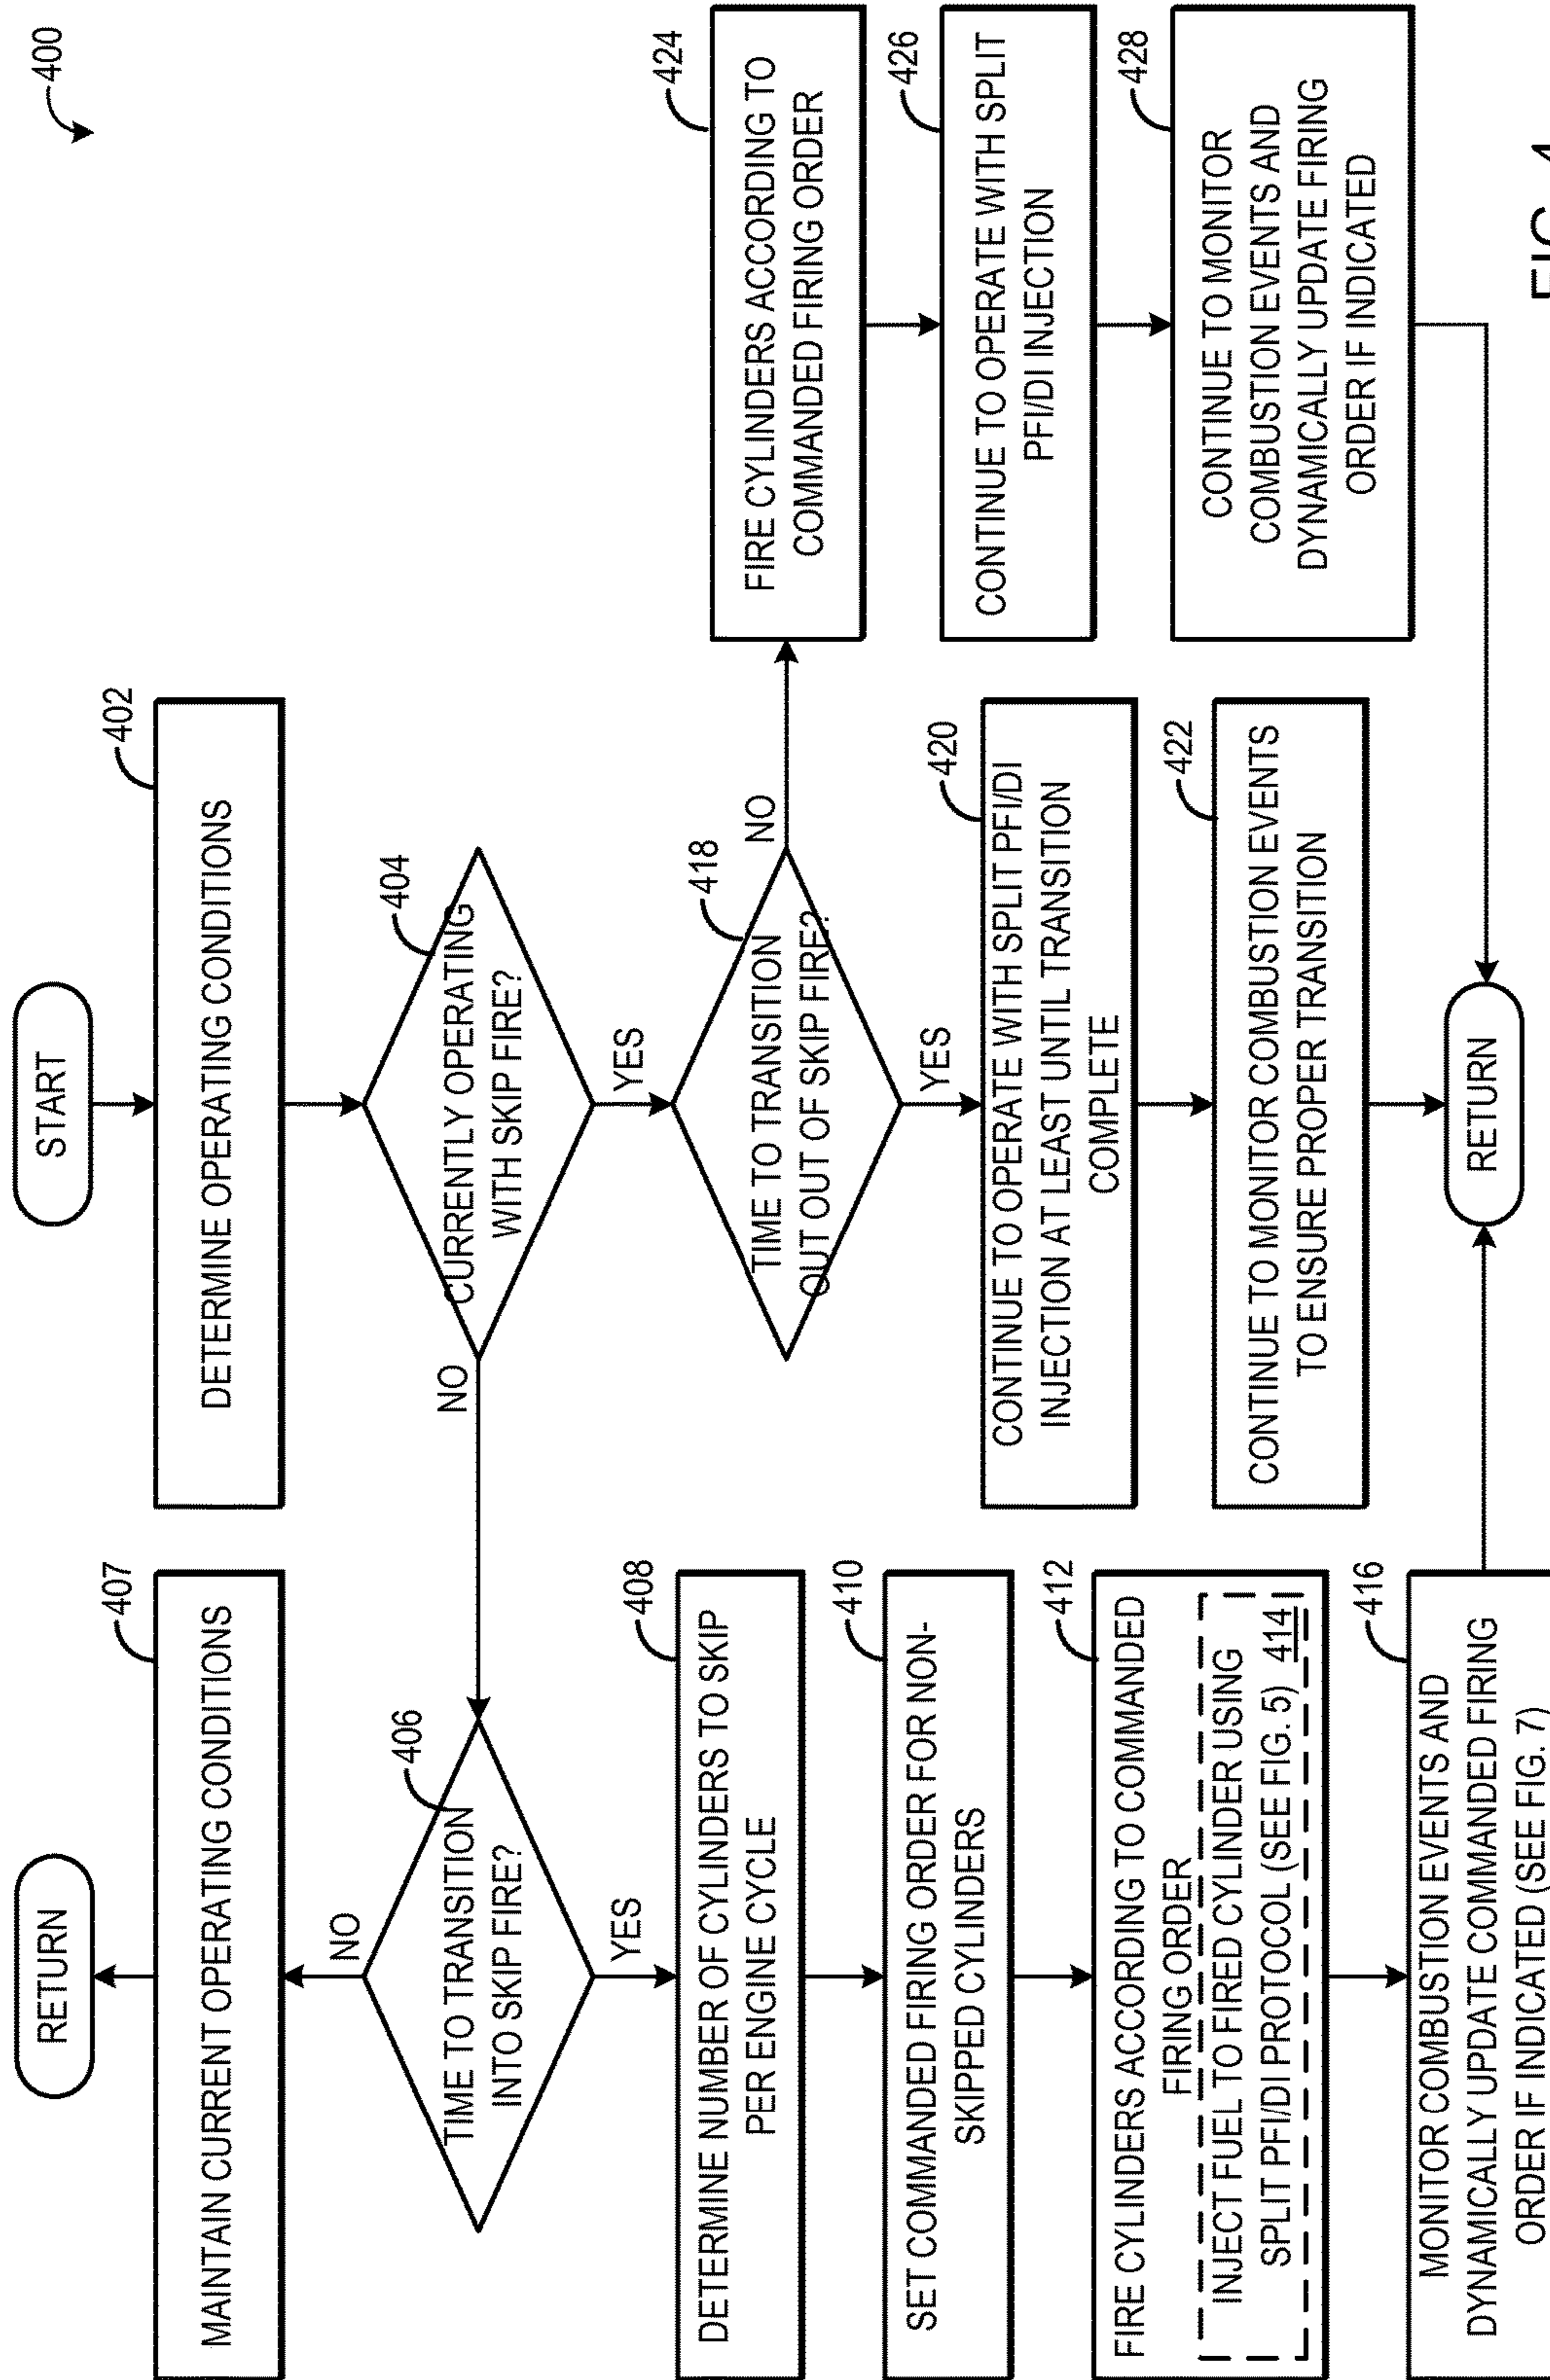 400
START
402
DETERMINE OPERATING CONDITIONS
404
CURRENTLY OPERATING
WITH SKIP FIRE?
NO
YES
RETURN
407
MAINTAIN CURRENT OPERATING CONDITIONS
NO
406
TIME TO TRANSITION
INTO SKIP FIRE?
YES
408
DETERMINE NUMBER OF CYLINDERS TO SKIP
PER ENGINE CYCLE
410
SET COMMANDED FIRING ORDER FOR NON-
SKIPPED CYLINDERS
412
FIRE CYLINDERS ACCORDING TO COMMANDED
FIRING ORDER
INJECT FUEL TO FIRED CYLINDER USING
SPLIT PFI/DI PROTOCOL (SEE FIG. 5) 414
416
MONITOR COMBUSTION EVENTS AND
DYNAMICALLY UPDATE COMMANDED FIRING
ORDER IF INDICATED (SEE FIG. 7)
418
TIME TO TRANSITION
OUT OUT OF SKIP FIRE?
NO
YES
420
CONTINUE TO OPERATE WITH SPLIT PFI/DI
INJECTION AT LEAST UNTIL TRANSITION
COMPLETE
422
CONTINUE TO MONITOR COMBUSTION EVENTS
TO ENSURE PROPER TRANSITION
424
FIRE CYLINDERS ACCORDING TO
COMMANDED FIRING ORDER
426
CONTINUE TO OPERATE WITH SPLIT
PFI/DI INJECTION
428
CONTINUE TO MONITOR
COMBUSTION EVENTS AND
DYNAMICALLY UPDATE FIRING
ORDER IF INDICATED
RETURN
FIG. 4